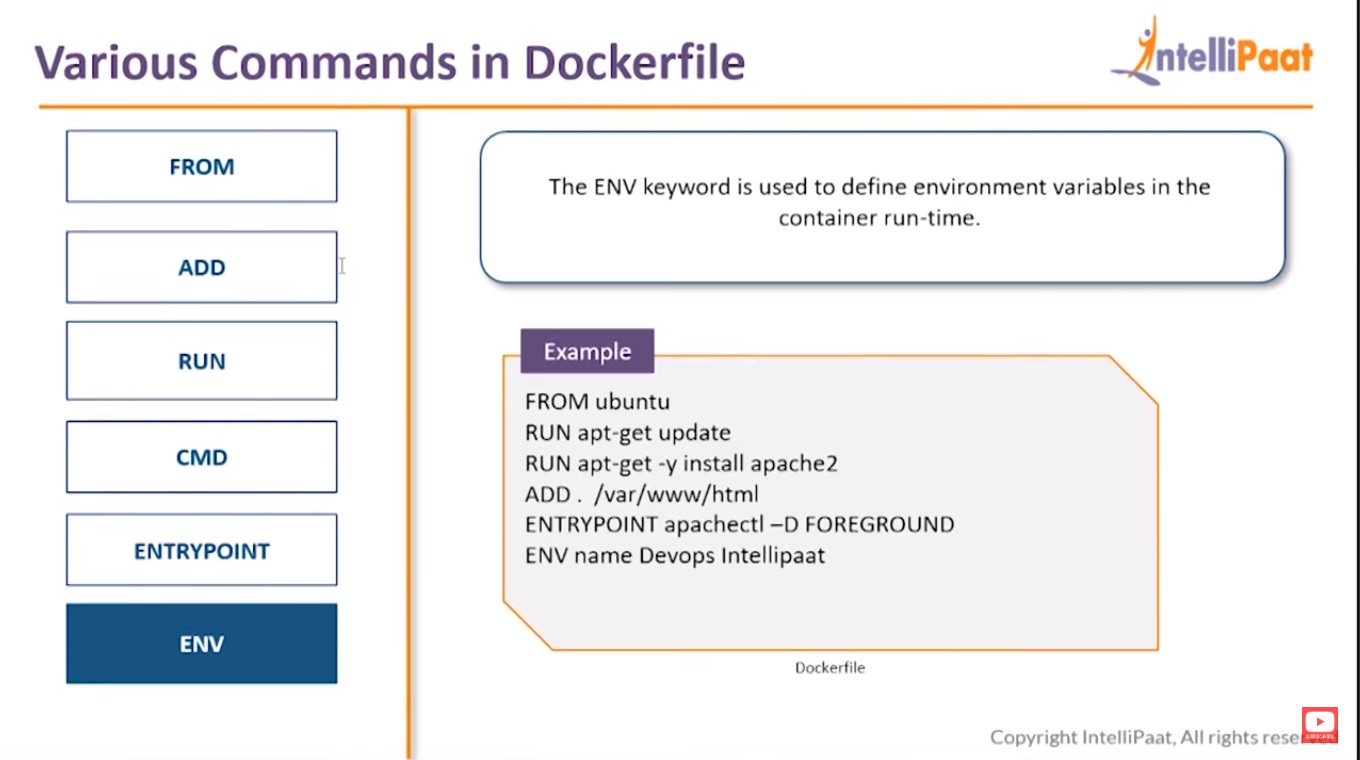 Various Commands in Dockerfile
IntelliPaat
FROM
ADD
RUN
CMD
ENTRYPOINT
ENV
The ENV keyword is used to define environment variables in the
container run-time.
Example
FROM ubuntu
RUN apt-get update
RUN apt-get -y install apache2
ADD . /var/www/html
ENTRYPOINT apachectl –D FOREGROUND
ENV name Devops Intellipaat
Dockerfile
Copyright IntelliPaat, All rights
SUBSCRIBE